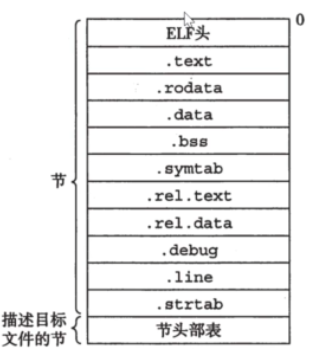 0
ELF头
.text
.rodata
.data
.bss
.symtab
.rel.text
.rel.data
.debug
.line
.strtab
节头部表
节
描述目标
文件的节